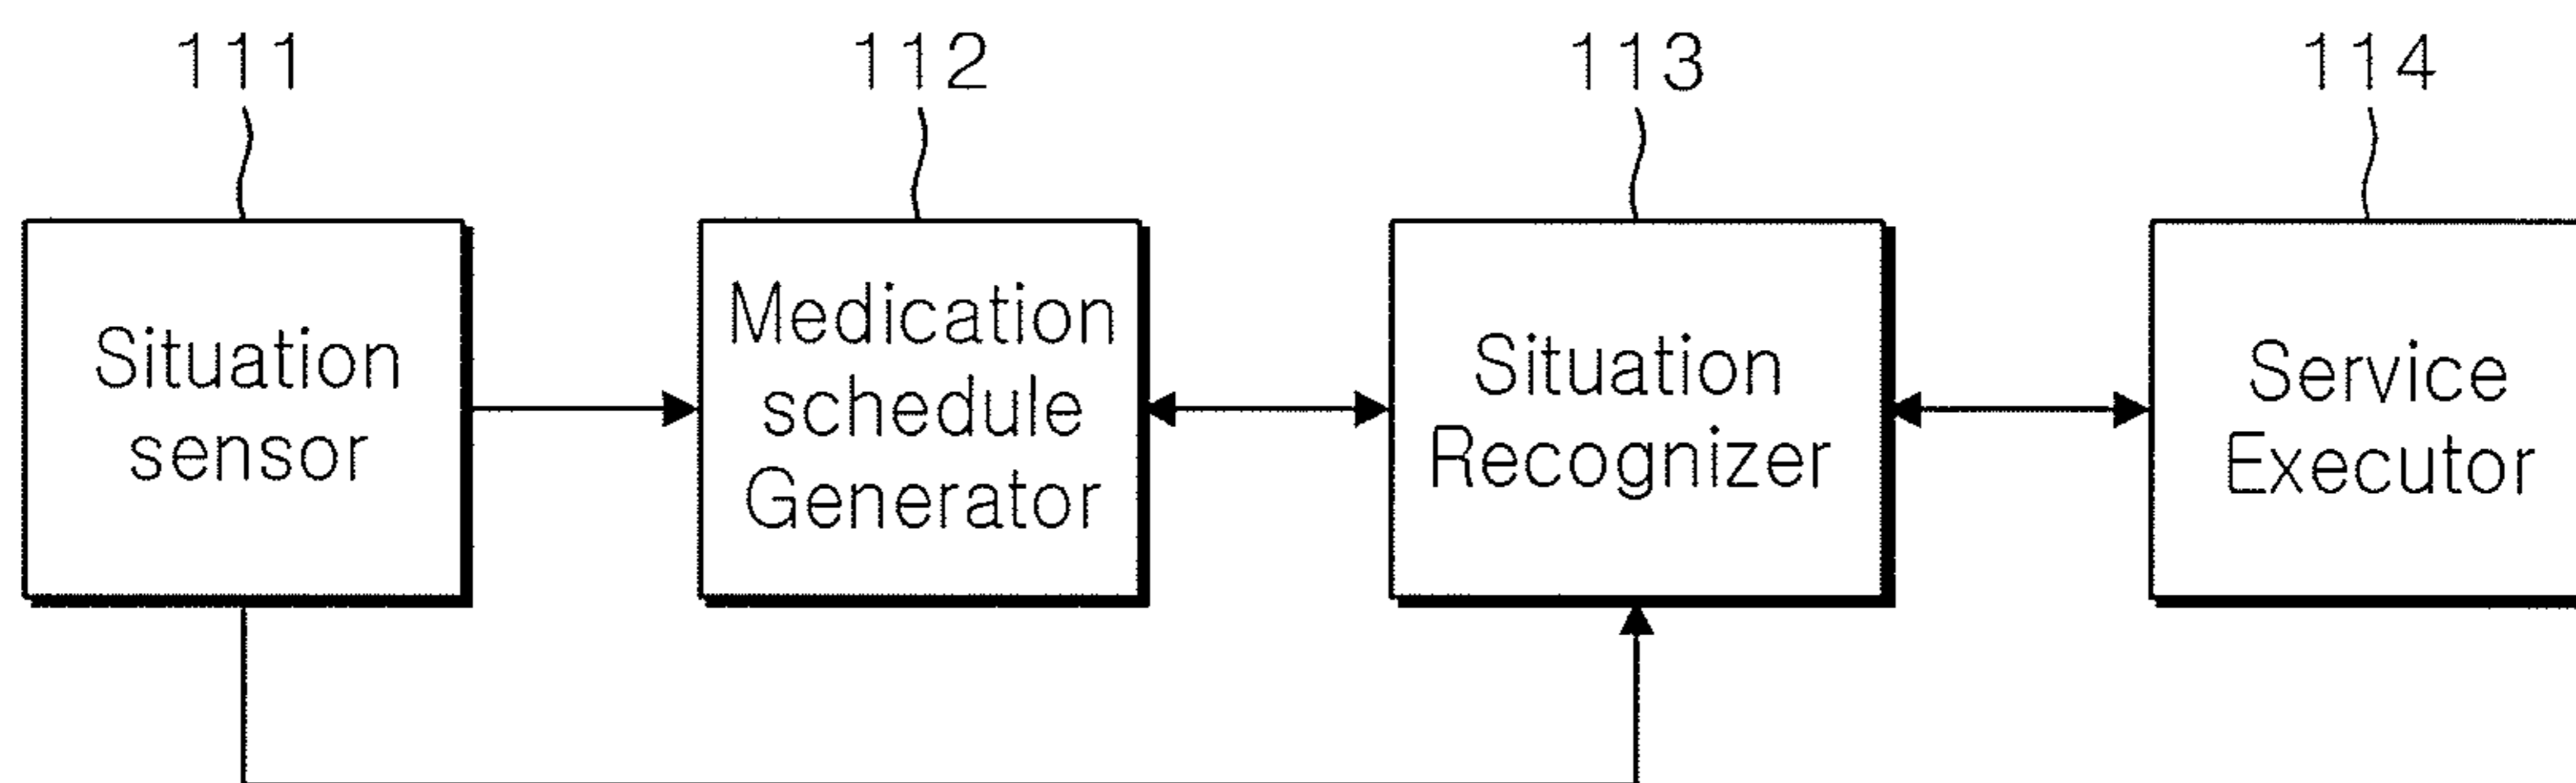 111
112
113
114
Situation
sensor
Medication
schedule
Generator
Situation
Recognizer
Service
Executor